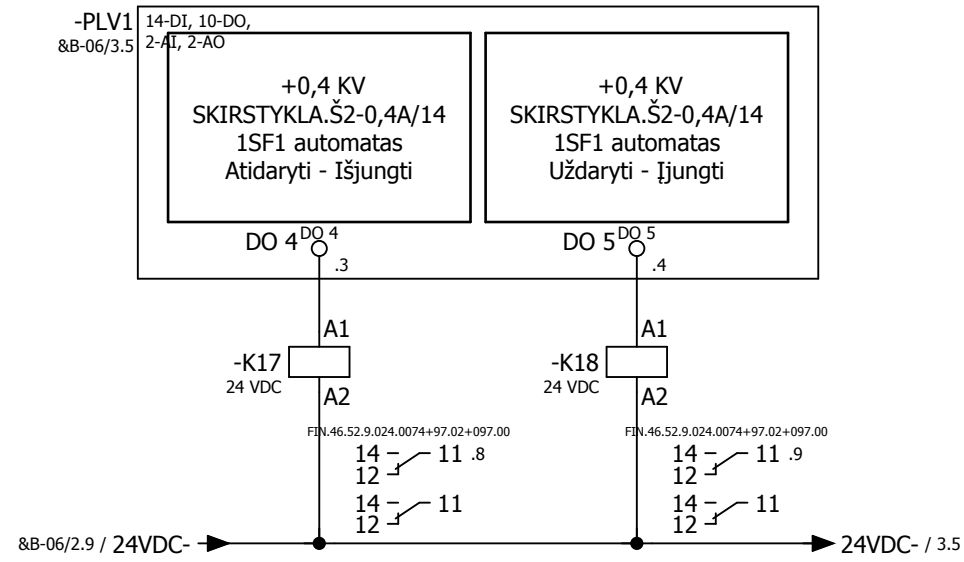 -PLV1
&B-06/3.5
14-DI, 10-DO,
2-AI, 2-AO
+0,4 KV
SKIRSTYKLA.Š2-0,4A/14
1SF1 automatas
Atidaryti - Išjungti
+0,4 KV
SKIRSTYKLA.Š2-0,4A/14
1SF1 automatas
Uždaryti - Įjungti
DO 4 DO 4
.3
DO 5 DO 5
.4
A1
-K17
24 VDC
A2
A1
-K18
24 VDC
A2
FIN.46.52.9.024.0074+97.02+097.00
14 11 .8
12
14 11
12
FIN.46.52.9.024.0074+97.02+097.00
14 11 .9
12
14 11
12
&B-06/2.9 / 24VDC-
24VDC- / 3.5